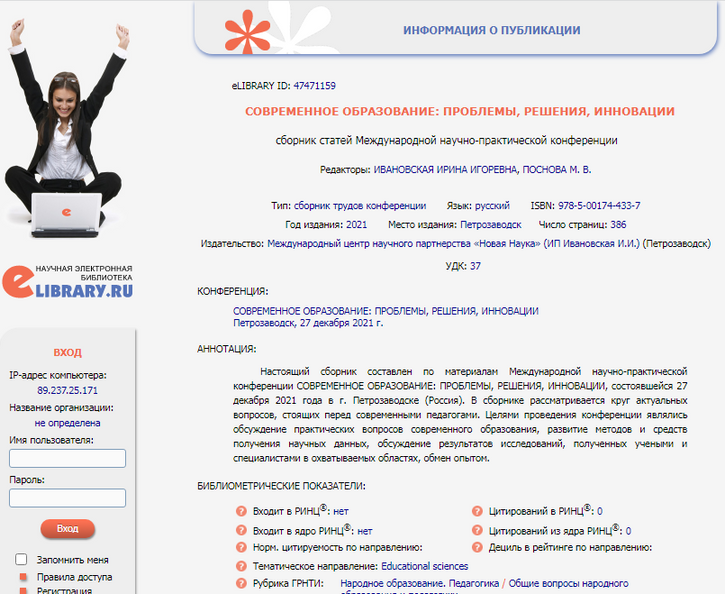 ИНФОРМАЦИЯ О ПУБЛИКАЦИИ
eLIBRARY ID: 47471159
СОВРЕМЕННОЕ ОБРАЗОВАНИЕ: ПРОБЛЕМЫ, РЕШЕНИЯ, ИННОВАЦИИ
сборник статей Международной научно-практической конференции
Редакторы: ИВАНОВСКАЯ ИРИНА ИГОРЕВНА, ПОСНОВА М. В.
Тип: сборник трудов конференции Язык: русский ISBN: 978-5-00174-433-7
Год издания: 2021 Место издания: Петрозаводск Число страниц: 386
Издательство: Международный центр научного партнерства «Новая Наука» (ИП Ивановская И.И.) (Петрозаводск)
УДК: 37
КОНФЕРЕНЦИЯ:
СОВРЕМЕННОЕ ОБРАЗОВАНИЕ: ПРОБЛЕМЫ, РЕШЕНИЯ, ИННОВАЦИИ
Петрозаводск, 27 декабря 2021 г.
АННОТАЦИЯ:
Настоящий сборник составлен по материалам Международной научно-практической
конференции СОВРЕМЕННОЕ ОБРАЗОВАНИЕ: ПРОБЛЕМЫ, РЕШЕНИЯ, ИННОВАЦИИ, состоявшейся 27
декабря 2021 года в г. Петрозаводске (Россия). В сборнике рассматривается круг актуальных
вопросов, стоящих перед современными педагогами. Целями проведения конференции являлись
обсуждение практических вопросов современного образования, развитие методов и средств
получения научных данных, обсуждение результатов исследований, полученных учеными и
специалистами в охватываемых областях, обмен опытом.
БИБЛИОМЕТРИЧЕСКИЕ ПОКАЗАТЕЛИ:
? Входит в РИНЦ®: нет ? Цитирований в РИНЦ®: 0
? Входит в ядро РИНЦ®: нет ? Цитирований из ядра РИНЦ®: 0
? Норм. цитируемость по направлению: ? Дециль в рейтинге по направлению:
? Тематическое направление: Educational sciences
? Рубрика ГРНТИ: Народное образование. Педагогика / Общие вопросы народного
образования и педагогики
e
НАУЧНАЯ ЭЛЕКТРОННАЯ
БИБЛИОТЕКА
eLIBRARY.RU
ВХОД
IP-адрес компьютера:
89.237.25.171
Название организации:
не определена
Имя пользователя:
Пароль:
Вход
Запомнить меня
Правила доступа
Регистрация